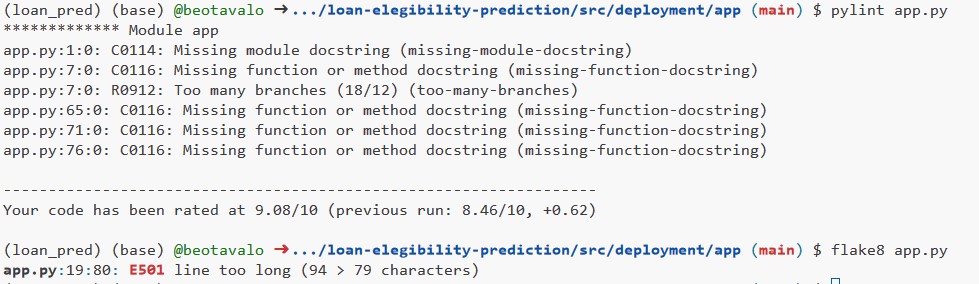 (loan_pred) (base) @beotavalo ➜.../loan-elegibility-prediction/src/deployment/app (main) $ pylint app.py
************* Module app
app.py:1:0: C0114: Missing module docstring (missing-module-docstring)
app.py:7:0: C0116: Missing function or method docstring (missing-function-docstring)
app.py:7:0: R0912: Too many branches (18/12) (too-many-branches)
app.py:65:0: C0116: Missing function or method docstring (missing-function-docstring)
app.py:71:0: C0116: Missing function or method docstring (missing-function-docstring)
app.py:76:0: C0116: Missing function or method docstring (missing-function-docstring)
------------------------------------------------------------------
Your code has been rated at 9.08/10 (previous run: 8.46/10, +0.62)
(loan_pred) (base) @beotavalo ➜.../loan-elegibility-prediction/src/deployment/app (main) $ flake8 app.py
app.py:19:80: E501 line too long (94 > 79 characters)